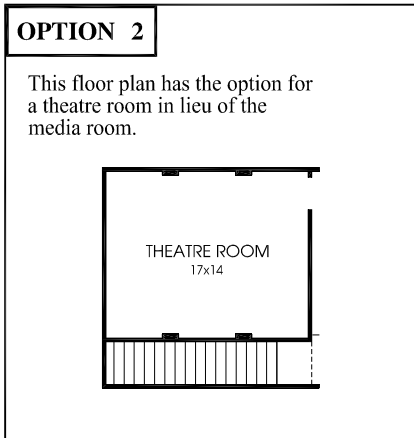 OPTION 2
This floor plan has the option for
a theatre room in lieu of the
media room.
THEATRE ROOM
17x14